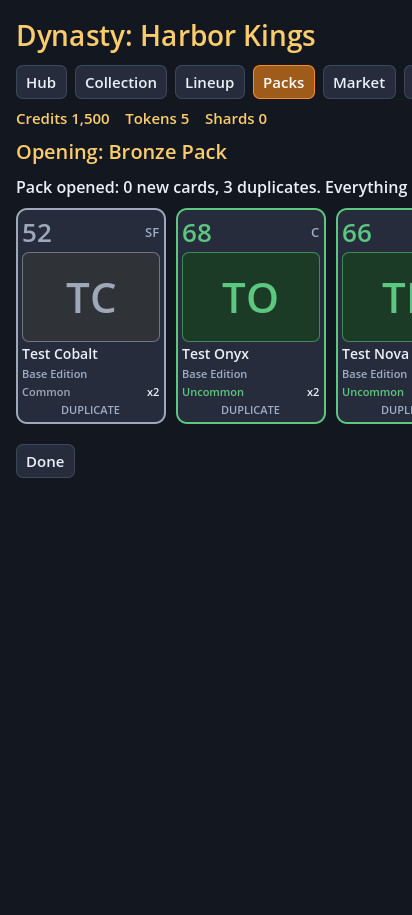 Dynasty: Harbor Kings
Hub Collection Lineup Packs Market
Credits 1,500 Tokens 5 Shards 0
Opening: Bronze Pack
Pack opened: 0 new cards, 3 duplicates. Everything
52 SF 68 C 66
TC TO
Test Cobalt Test Onyx Test Nova
Base Edition Base Edition Base Edition
Common x2 Uncommon x2 Uncommon
DUPLICATE DUPLICATE DUPL
Done